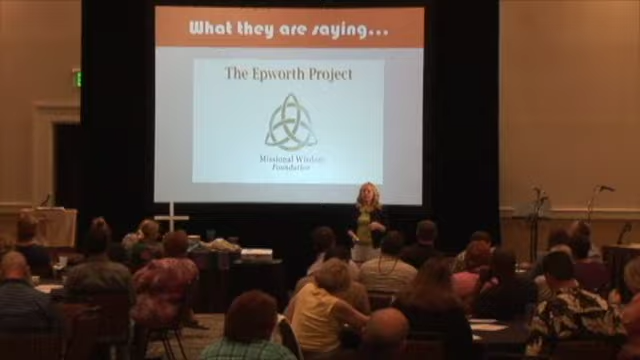 What they are saying...
The Epworth Project
Missional Wisdom
Foundation